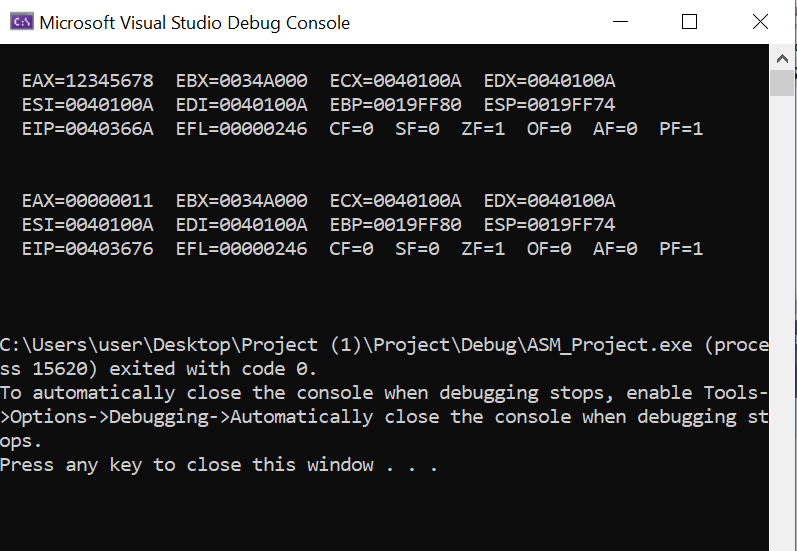 C:\ Microsoft Visual Studio Debug Console
EAX=12345678 EBX=0034A000 ECX=0040100A EDX=0040100A
ESI=0040100A EDI=0040100A EBP=0019FF80 ESP=0019FF74
EIP=0040366A EFL=00000246 CF=0 SF=0 ZF=1 OF=0 AF=0 PF=1
EAX=00000011 EBX=0034A000 ECX=0040100A EDX=0040100A
ESI=0040100A EDI=0040100A EBP=0019FF80 ESP=0019FF74
EIP=00403676 EFL=00000246 CF=0 SF=0 ZF=1 OF=0 AF=0 PF=1
C:\Users\user\Desktop\Project (1)\Project\Debug\ASM_Project.exe (proce
ss 15620) exited with code 0.
To automatically close the console when debugging stops, enable Tools-
>Options->Debugging->Automatically close the console when debugging st
ops.
Press any key to close this window . . .